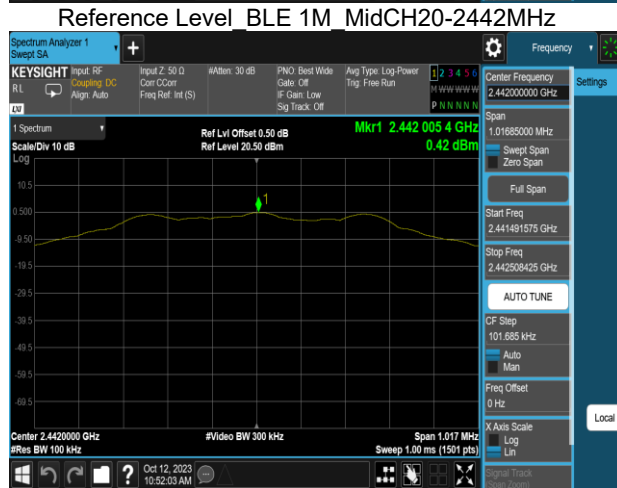 Reference Level_BLE 1M_MidCH20-2442MHz
Spectrum Analyzer 1
Swept SA
Frequency
KEYSIGHT
Input: RF
Coupling: DC
Align: Auto
RL
LXI
Input Z: 50 Ω
Corr CCorr
Freq Ref: Int (S)
#Atten: 30 dB
PNO: Best Wide
Gate: Off
IF Gain: Low
Sig Track: Off
Avg Type: Log-Power
Trig: Free Run
1 2 3 4 5 6
M W W W W W
P N N N N N
Center Frequency
2.442000000 GHz
Settings
1 Spectrum
Scale/Div 10 dB
Log
Ref Lvl Offset 0.50 dB
Ref Level 20.50 dBm
Mkr1 2.442 005 4 GHz
0.42 dBm
Span
1.01685000 MHz
Swept Span
Zero Span
Full Span
Start Freq
2.441491575 GHz
Stop Freq
2.442508425 GHz
AUTO TUNE
CF Step
101.685 kHz
Auto
Man
Freq Offset
0 Hz
X Axis Scale
Log
Lin
Signal Track
(Span Zoom)
Local
10.5
0.500
-9.50
-19.5
-29.5
-39.5
-49.5
-59.5
-69.5
1
Center 2.4420000 GHz
#Res BW 100 kHz
#Video BW 300 kHz
Span 1.017 MHz
Sweep 1.00 ms (1501 pts)
?
Oct 12, 2023
10:52:03 AM